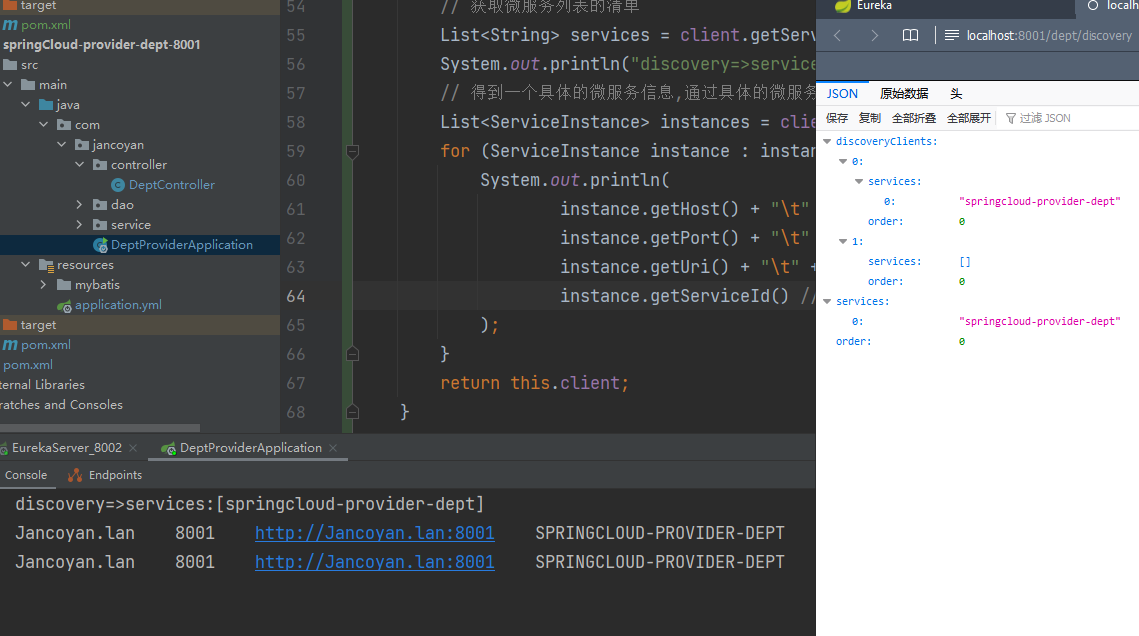 target
pom.xml
springCloud-provider-dept-8001
src
main
java
com
jancoyan
controller
DeptController
dao
service
DeptProviderApplication
resources
mybatis
application.yml
target
pom.xml
pom.xml
ternal Libraries
ratches and Consoles
54 // 获取微服务列表的清单
55 List<String> services = client.getServ
56 System.out.println("discovery=>service
57 // 得到一个具体的微服务信息,通过具体的微服务
58 List<ServiceInstance> instances = clie
59 for (ServiceInstance instance : instan
60 System.out.println(
61 instance.getHost() + "\t"
62 instance.getPort() + "\t"
63 instance.getUri() + "\t" +
64 instance.getServiceId() //
65 );
66 }
67 return this.client;
68 }
EurekaServer_8002 DeptProviderApplication
Console Endpoints
discovery=>services:[springcloud-provider-dept]
Jancoyan.lan 8001 http://Jancoyan.lan:8001 SPRINGCLOUD-PROVIDER-DEPT
Jancoyan.lan 8001 http://Jancoyan.lan:8001 SPRINGCLOUD-PROVIDER-DEPT
Eureka localh
localhost:8001/dept/discovery
JSON 原始数据 头
保存 复制 全部折叠 全部展开 过滤 JSON
discoveryClients:
0:
services:
0: "springcloud-provider-dept"
order: 0
1:
services: []
order: 0
services:
0: "springcloud-provider-dept"
order: 0